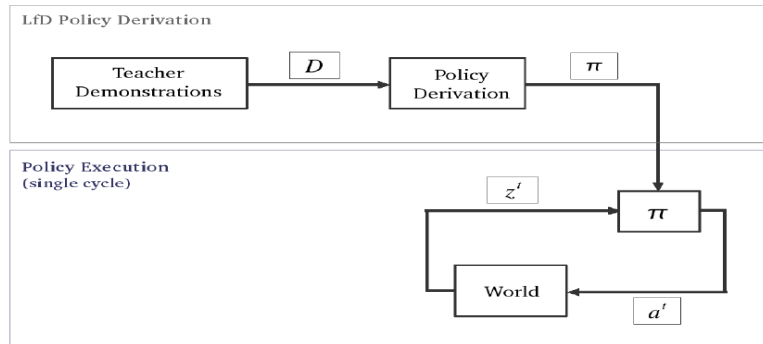 LfD Policy Derivation
Teacher
Demonstrations
D
Policy
Derivation
π
Policy Execution
(single cycle)
z^t
π
World
a^t